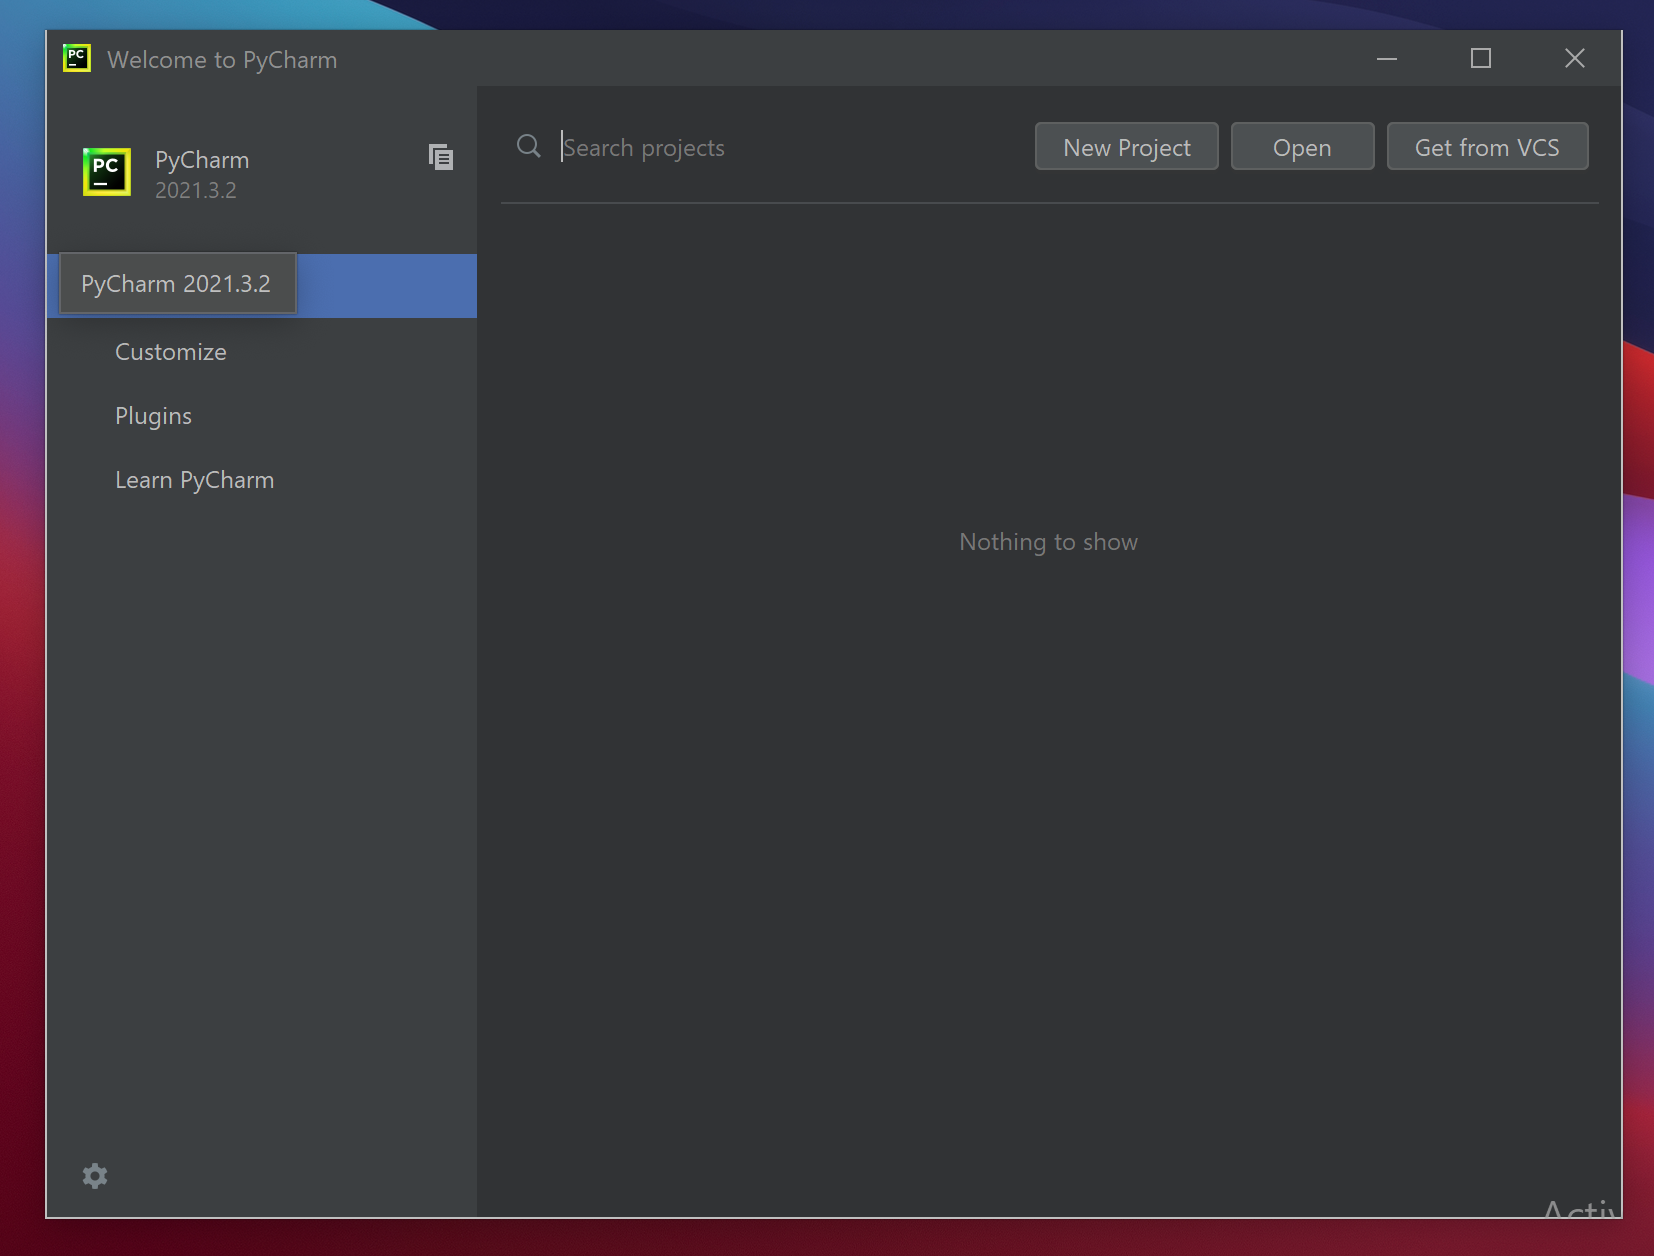 PC
Welcome to PyCharm
PC
PyCharm
2021.3.2
Search projects
New Project
Open
Get from VCS
PyCharm 2021.3.2
Customize
Plugins
Learn PyCharm
Nothing to show